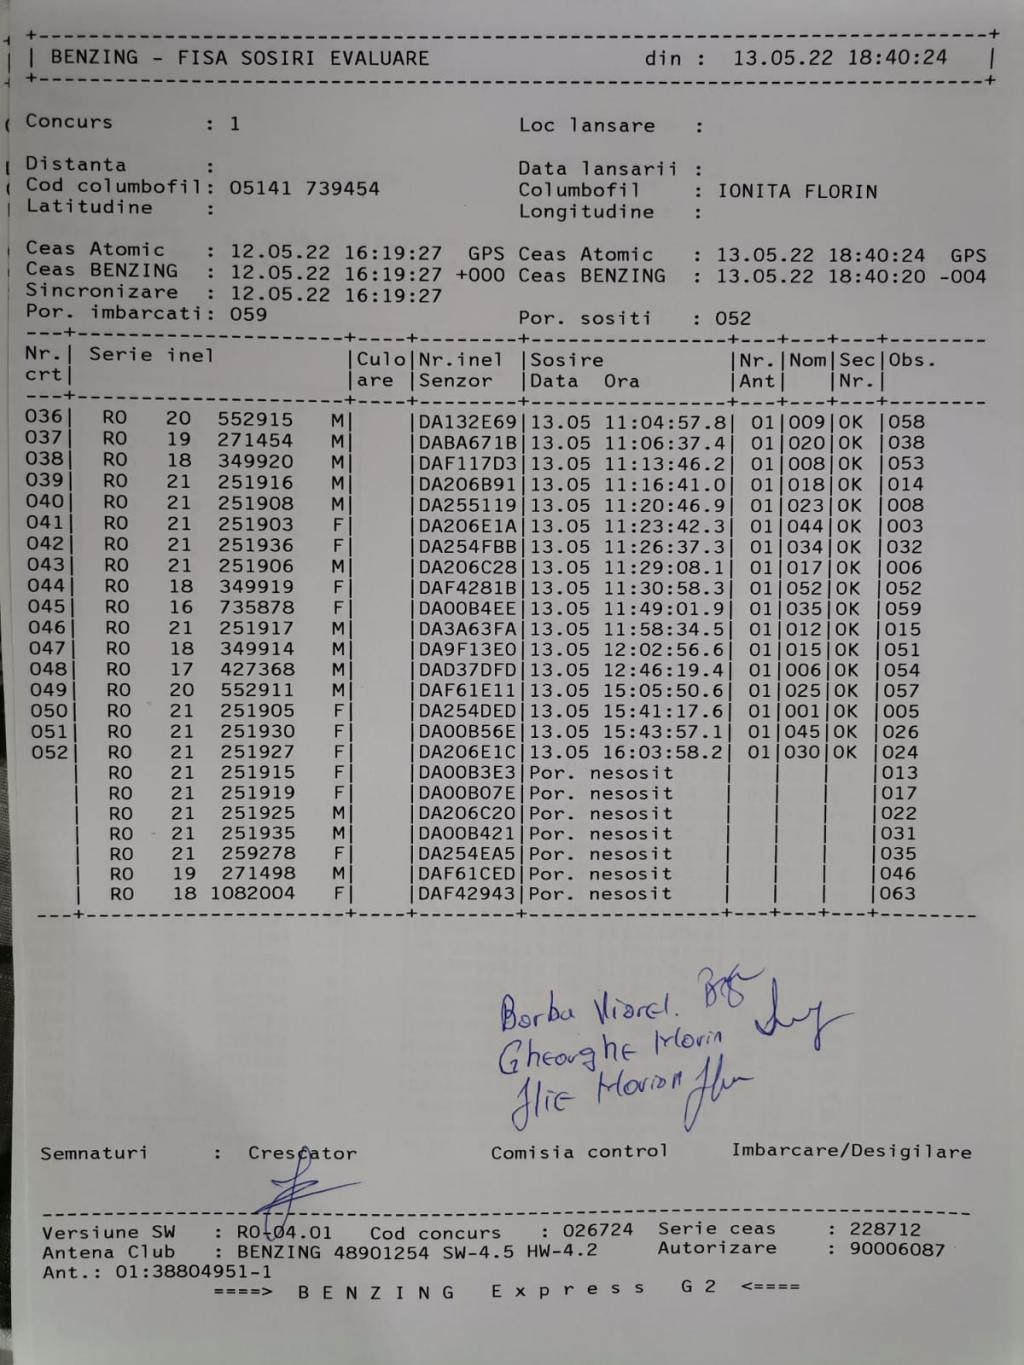 +------------------------------------------------------------------+
| BENZING - FISA SOSIRI EVALUARE din : 13.05.22 18:40:24 |
+------------------------------------------------------------------+
Concurs : 1 Loc lansare :
Distanta : Data lansarii :
Cod columbofil: 05141 739454 Columbofil : IONITA FLORIN
Latitudine : Longitudine :
Ceas Atomic : 12.05.22 16:19:27 GPS Ceas Atomic : 13.05.22 18:40:24 GPS
Ceas BENZING : 12.05.22 16:19:27 +000 Ceas BENZING : 13.05.22 18:40:20 -004
Sincronizare : 12.05.22 16:19:27
Por. imbarcati: 059 Por. sositi : 052
Nr.| Serie inel |Culo|Nr.inel |Sosire |Nr.|Nom|Sec|Obs.
crt| |are |Senzor |Data Ora |Ant| |Nr.|
036| RO 20 552915 M| |DA132E69|13.05 11:04:57.8| 01|009|OK |058
037| RO 19 271454 M| |DABA671B|13.05 11:06:37.4| 01|020|OK |038
038| RO 18 349920 M| |DAF117D3|13.05 11:13:46.2| 01|008|OK |053
039| RO 21 251916 M| |DA206B91|13.05 11:16:41.0| 01|018|OK |014
040| RO 21 251908 M| |DA255119|13.05 11:20:46.9| 01|023|OK |008
041| RO 21 251903 F| |DA206E1A|13.05 11:23:42.3| 01|044|OK |003
042| RO 21 251936 F| |DA254FBB|13.05 11:26:37.3| 01|034|OK |032
043| RO 21 251906 M| |DA206C28|13.05 11:29:08.1| 01|017|OK |006
044| RO 18 349919 F| |DAF4281B|13.05 11:30:58.3| 01|052|OK |052
045| RO 16 735878 F| |DA00B4EE|13.05 11:49:01.9| 01|035|OK |059
046| RO 21 251917 M| |DA3A63FA|13.05 11:58:34.5| 01|012|OK |015
047| RO 18 349914 M| |DA9F13E0|13.05 12:02:56.6| 01|015|OK |051
048| RO 17 427368 M| |DAD37DFD|13.05 12:46:19.4| 01|006|OK |054
049| RO 20 552911 M| |DAF61E11|13.05 15:05:50.6| 01|025|OK |057
050| RO 21 251905 F| |DA254DED|13.05 15:41:17.6| 01|001|OK |005
051| RO 21 251930 F| |DA00B56E|13.05 15:43:57.1| 01|045|OK |026
052| RO 21 251927 F| |DA206E1C|13.05 16:03:58.2| 01|030|OK |024
| RO 21 251915 F| |DA00B3E3|Por. nesosit | | | |013
| RO 21 251919 F| |DA00B07E|Por. nesosit | | | |017
| RO 21 251925 M| |DA206C20|Por. nesosit | | | |022
| RO 21 251935 M| |DA00B421|Por. nesosit | | | |031
| RO 21 259278 F| |DA254EA5|Por. nesosit | | | |035
| RO 19 271498 M| |DAF61CED|Por. nesosit | | | |046
| RO 18 1082004 F| |DAF42943|Por. nesosit | | | |063
Barbu Viorel.
Gheorghe Marin
Ilie Marian
Semnaturi : Crescator Comisia control Imbarcare/Desigilare
Versiune SW : RO-04.01 Cod concurs : 026724 Serie ceas : 228712
Antena Club : BENZING 48901254 SW-4.5 HW-4.2 Autorizare : 90006087
Ant.: 01:38804951-1
====> B E N Z I N G E x p r e s s G 2 <====